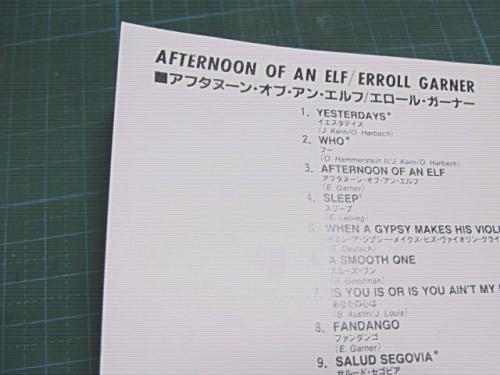 AFTERNOON OF AN ELF/ERROLL GARNER
■アフタヌーン・オブ・アン・エルフ/エロール・ガーナー
1. YESTERDAYS*
イエスタデイズ
(J. Kern/O. Harbach)
2. WHO*
フー
(O. Hammerstein II/J. Kern/O. Harbach)
3. AFTERNOON OF AN ELF
アフタヌーン・オブ・アン・エルフ
(E. Garner)
4. SLEEP
スリープ
(E. Lebieg)
5. WHEN A GYPSY MAKES HIS
ホエン・ア・ジプシー・メイクス・ヒズ・ヴァイオリン・クライ
(E. Deutsch)
6. A SMOOTH ONE
スムーズ・ワン
(B. Goodman)
7. IS YOU IS OR IS YOU AIN'T MY
あなたの心は
(B. Austin/J. Louis)
8. FANDANGO
ファンダンゴ
(E. Garner)
9. SALUD SEGOVIA*
サルード・セゴビア